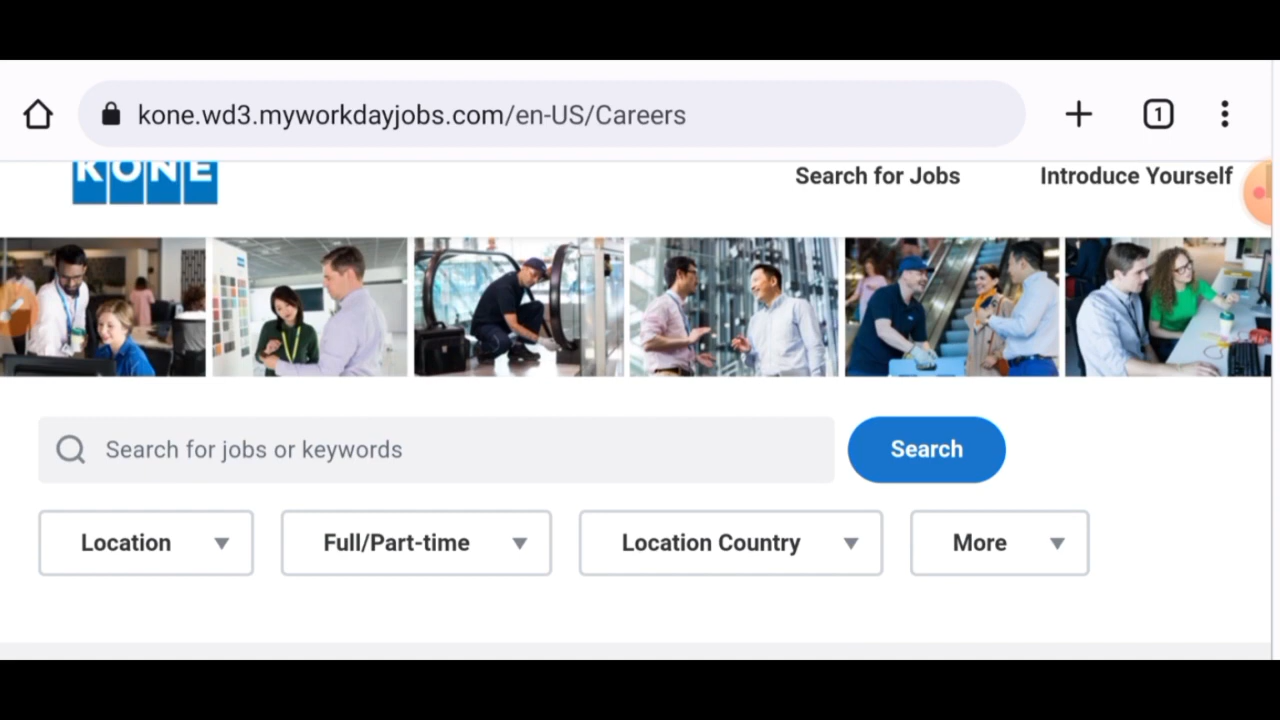 kone.wd3.myworkdayjobs.com/en-US/Careers
1
KONE
Search for Jobs
Introduce Yourself
Search for jobs or keywords
Search
Location
Full/Part-time
Location Country
More